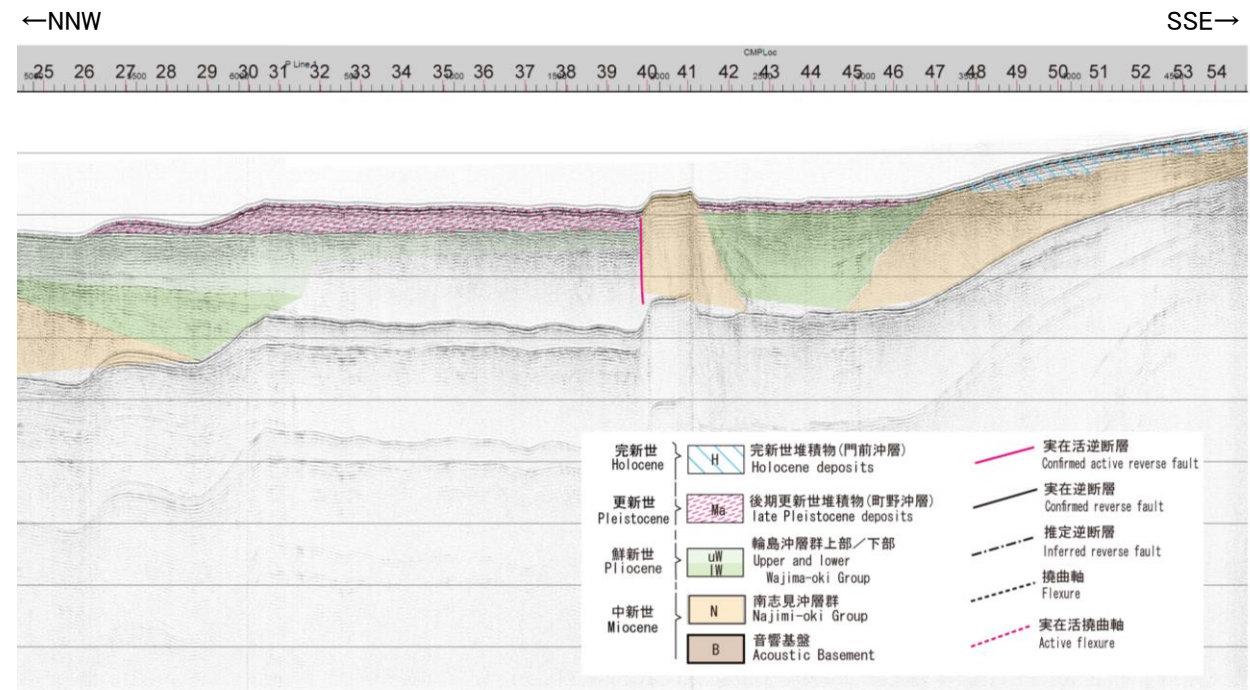 ←NNW
SSE→
CMPLoc
P Line
25 26 27 28 29 30 31 32 33 34 35 36 37 38 39 40 41 42 43 44 45 46 47 48 49 50 51 52 53 54
完新世
Holocene
H
完新世堆積物(門前沖層)
Holocene deposits
更新世
Pleistocene
Ma
後期更新世堆積物(町野沖層)
late Pleistocene deposits
鮮新世
Pliocene
uW
lW
輪島沖層群上部/下部
Upper and lower
Wajima-oki Group
中新世
Miocene
N
南志見沖層群
Najimi-oki Group
B
音響基盤
Acoustic Basement
実在活逆断層
Confirmed active reverse fault
実在逆断層
Confirmed reverse fault
推定逆断層
Inferred reverse fault
撓曲軸
Flexure
実在活撓曲軸
Active flexure